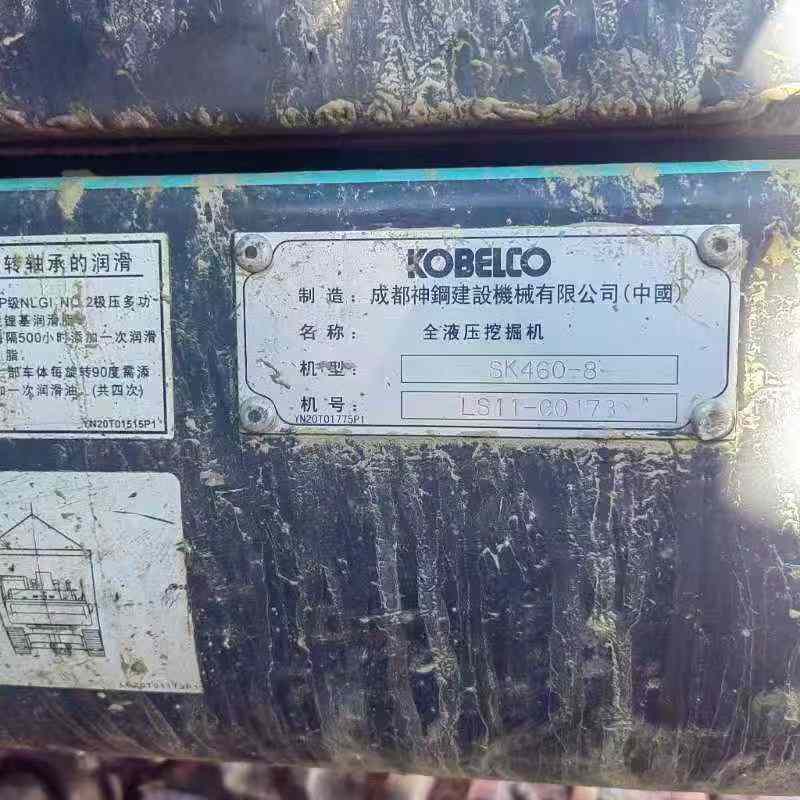 转轴承的润滑
P级NLGI NO.2极压多功
锂基润滑脂
隔500小时添加一次润滑
脂。
部车体每旋转90度需添
加一次润滑油。(共四次)
YN20T01515P1
KOBELCO
制造: 成都神鋼建設機械有限公司(中國)
名称: 全液压挖掘机
机型: SK460-8
机号: LS11-G0173
YN20T01775P1